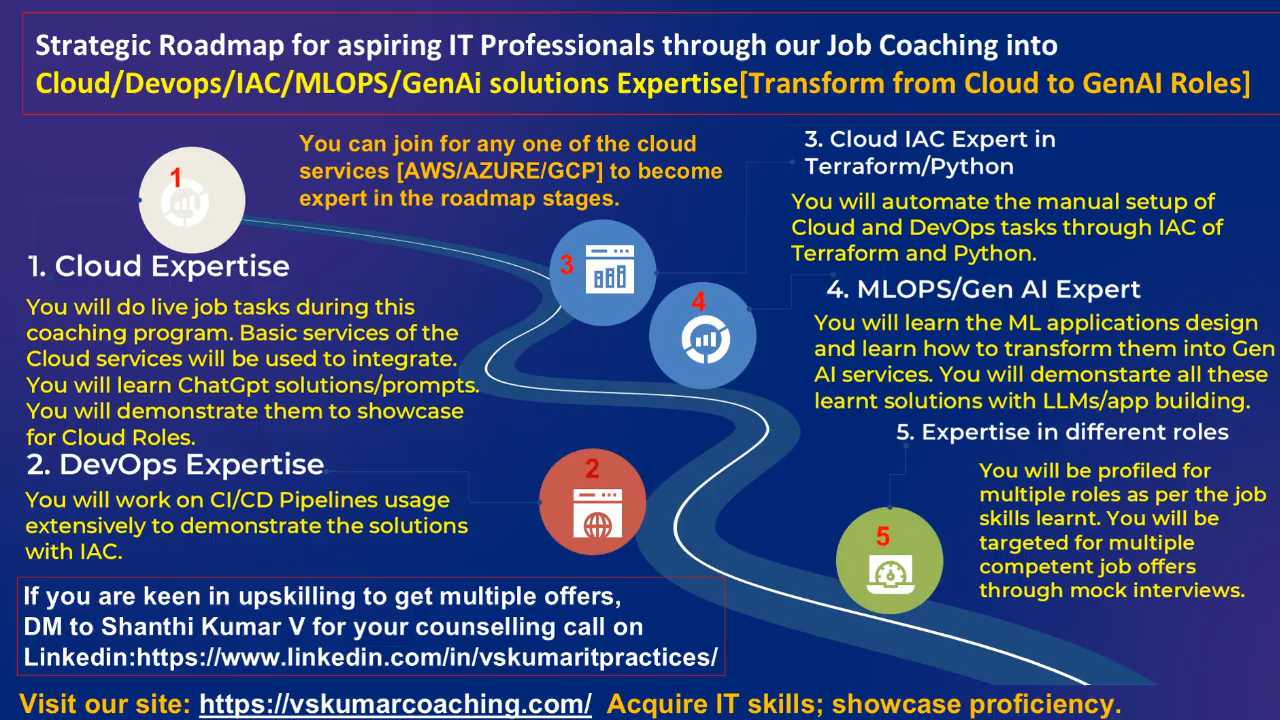 Strategic Roadmap for aspiring IT Professionals through our Job Coaching into
Cloud/Devops/IAC/MLOPS/GenAi solutions Expertise[Transform from Cloud to GenAI Roles]
1
You can join for any one of the cloud
services [AWS/AZURE/GCP] to become
expert in the roadmap stages.
1. Cloud Expertise
You will do live job tasks during this
coaching program. Basic services of the
Cloud services will be used to integrate.
You will learn ChatGpt solutions/prompts.
You will demonstrate them to showcase
for Cloud Roles.
2. DevOps Expertise
You will work on CI/CD Pipelines usage
extensively to demonstrate the solutions
with IAC.
2
3
3. Cloud IAC Expert in
Terraform/Python
You will automate the manual setup of
Cloud and DevOps tasks through IAC of
Terraform and Python.
4
4. MLOPS/Gen AI Expert
You will learn the ML applications design
and learn how to transform them into Gen
AI services. You will demonstarte all these
learnt solutions with LLMs/app building.
5
5. Expertise in different roles
You will be profiled for
multiple roles as per the job
skills learnt. You will be
targeted for multiple
competent job offers
through mock interviews.
If you are keen in upskilling to get multiple offers,
DM to Shanthi Kumar V for your counselling call on
Linkedin:https://www.linkedin.com/in/vskumaritpractices/
Visit our site: https://vskumarcoaching.com/ Acquire IT skills; showcase proficiency.